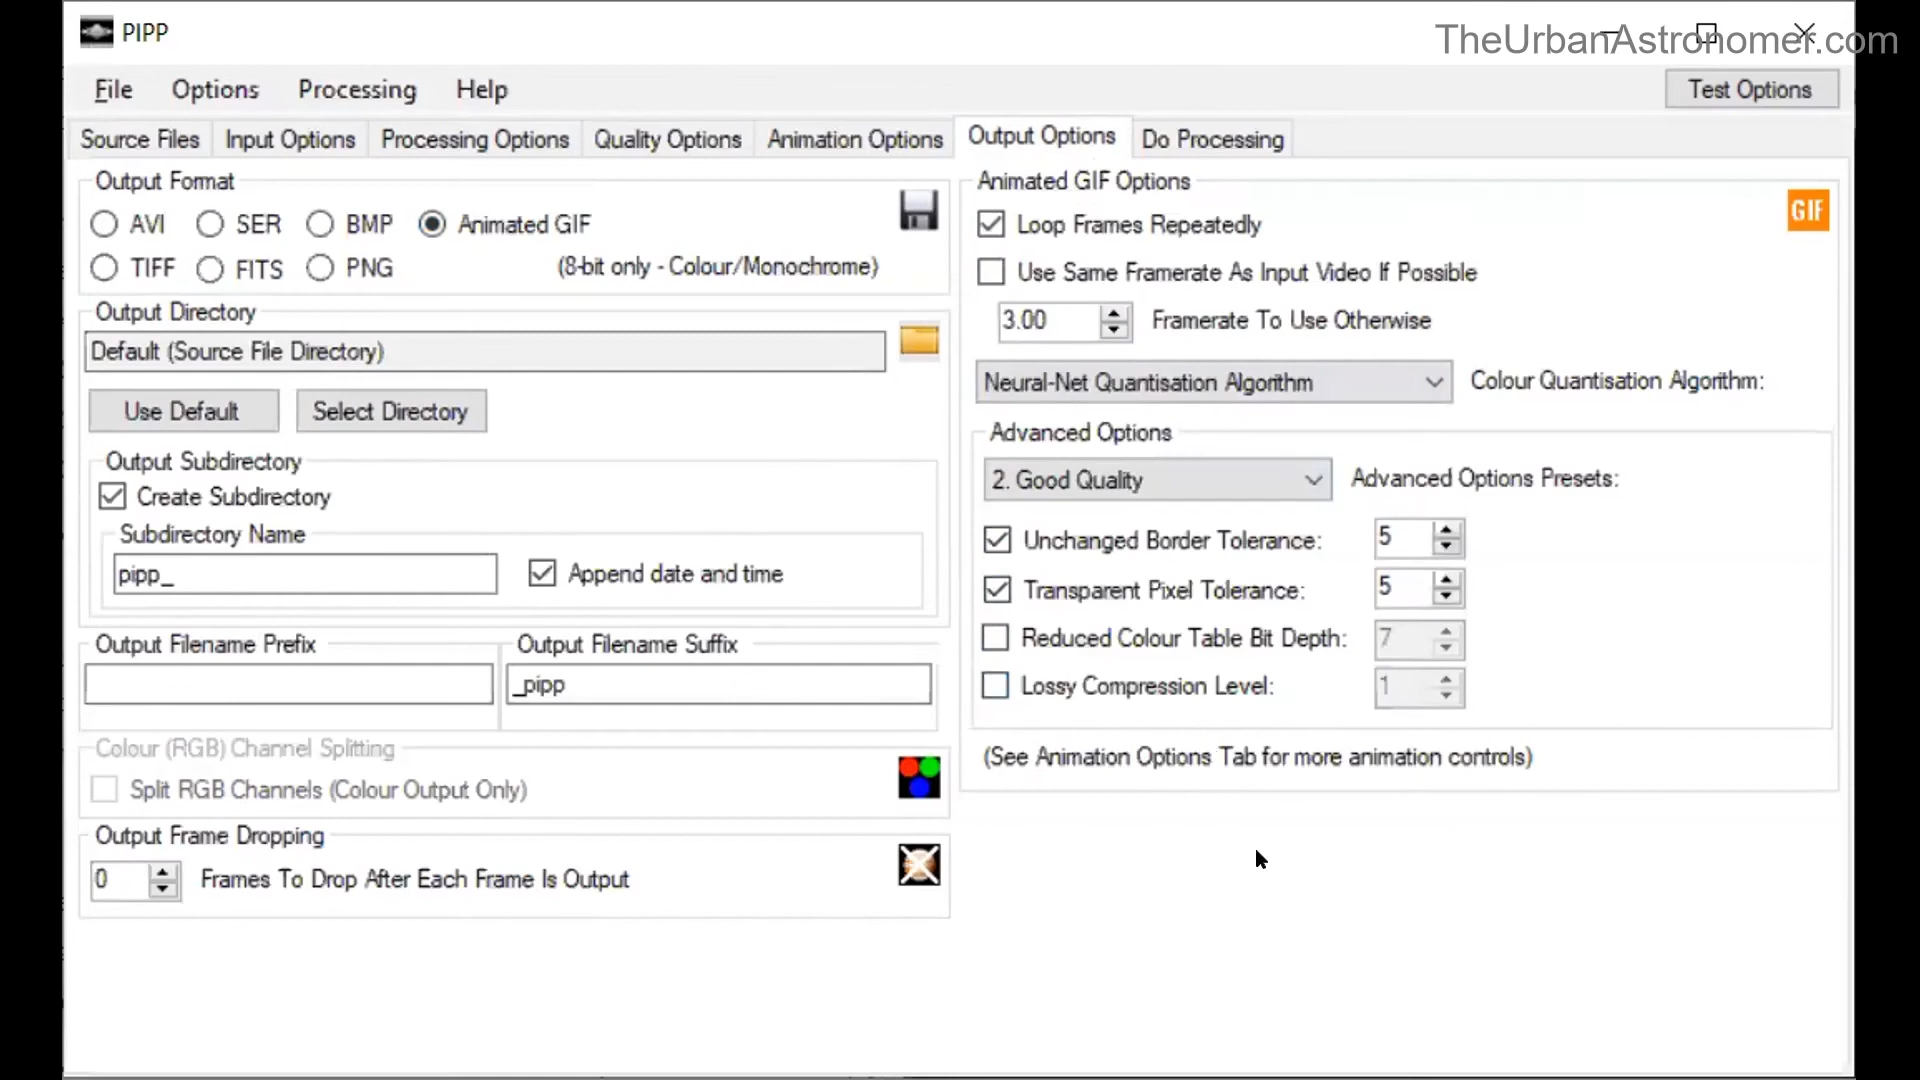 PIPP
TheUrbanAstronomer.com
File Options Processing Help
Test Options
Source Files Input Options Processing Options Quality Options Animation Options Output Options Do Processing
Output Format
AVI SER BMP Animated GIF
TIFF FITS PNG (8-bit only - Colour/Monochrome)
Output Directory
Default (Source File Directory)
Use Default Select Directory
Output Subdirectory
Create Subdirectory
Subdirectory Name
pipp_ Append date and time
Output Filename Prefix Output Filename Suffix
_pipp
Colour (RGB) Channel Splitting
Split RGB Channels (Colour Output Only)
Output Frame Dropping
0 Frames To Drop After Each Frame Is Output
Animated GIF Options
GIF
Loop Frames Repeatedly
Use Same Framerate As Input Video If Possible
3.00 Framerate To Use Otherwise
Neural-Net Quantisation Algorithm Colour Quantisation Algorithm:
Advanced Options
2. Good Quality Advanced Options Presets:
Unchanged Border Tolerance: 5
Transparent Pixel Tolerance: 5
Reduced Colour Table Bit Depth: 7
Lossy Compression Level: 1
(See Animation Options Tab for more animation controls)